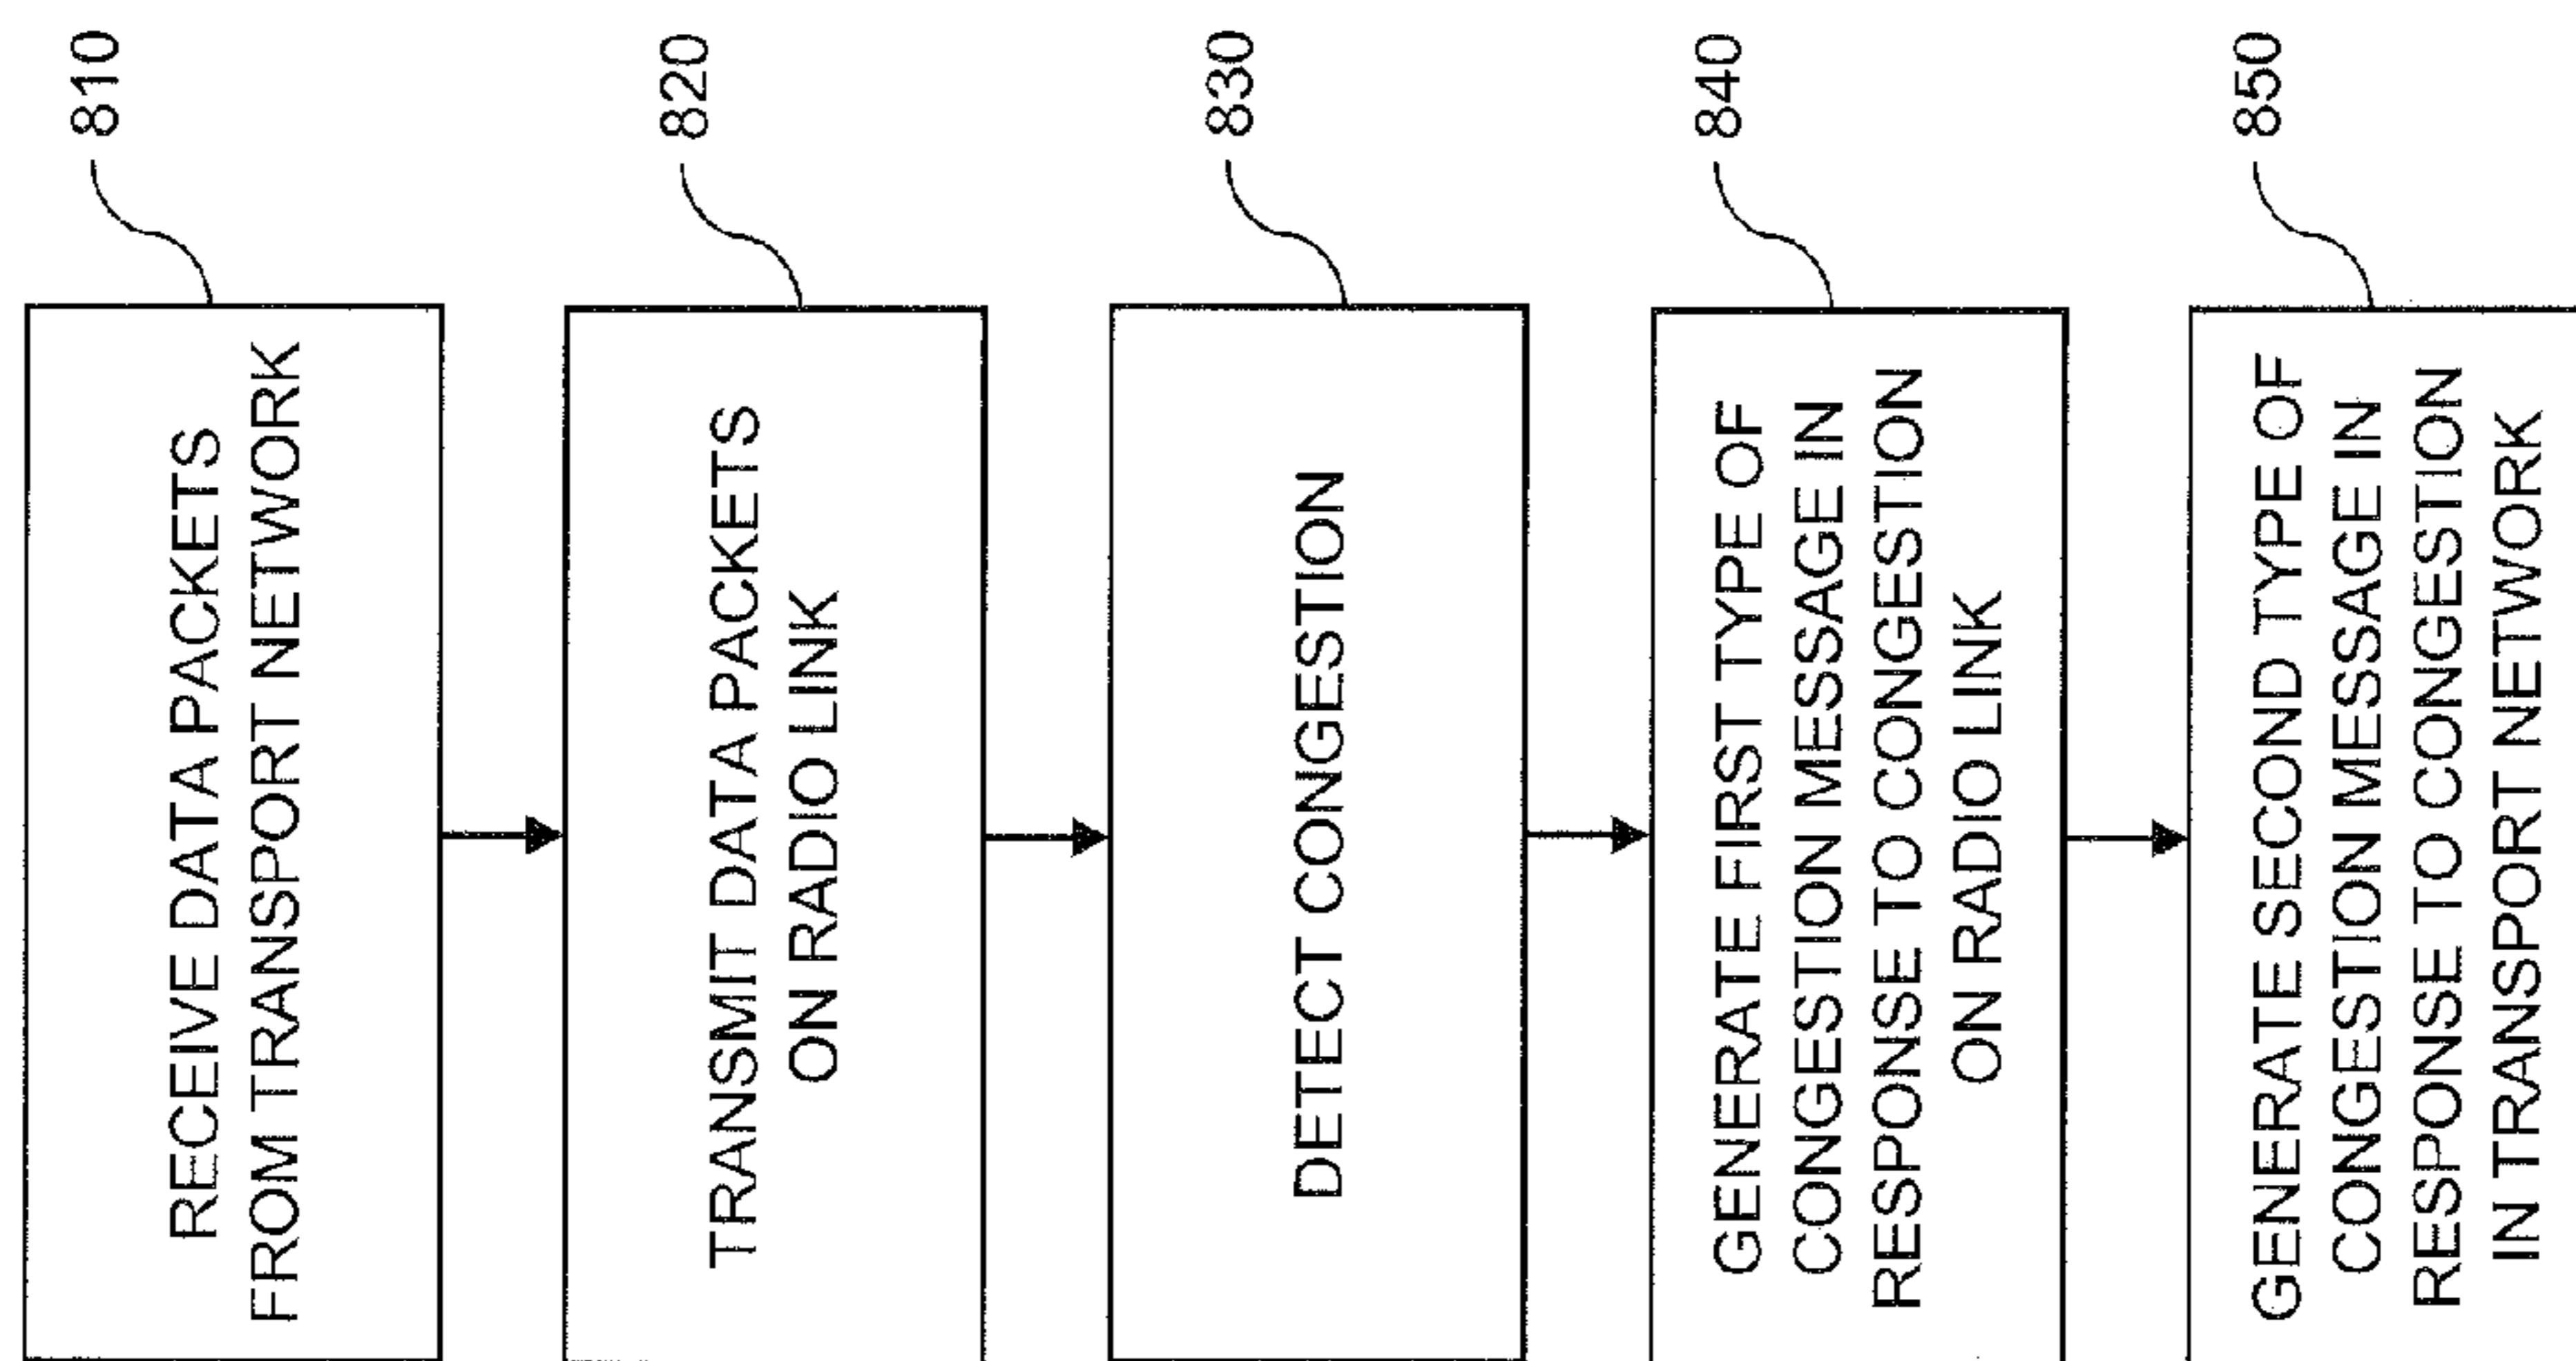 810
RECEIVE DATA PACKETS
FROM TRANSPORT NETWORK
820
TRANSMIT DATA PACKETS
ON RADIO LINK
830
DETECT CONGESTION
840
GENERATE FIRST TYPE OF
CONGESTION MESSAGE IN
RESPONSE TO CONGESTION
ON RADIO LINK
850
GENERATE SECOND TYPE OF
CONGESTION MESSAGE IN
RESPONSE TO CONGESTION
IN TRANSPORT NETWORK